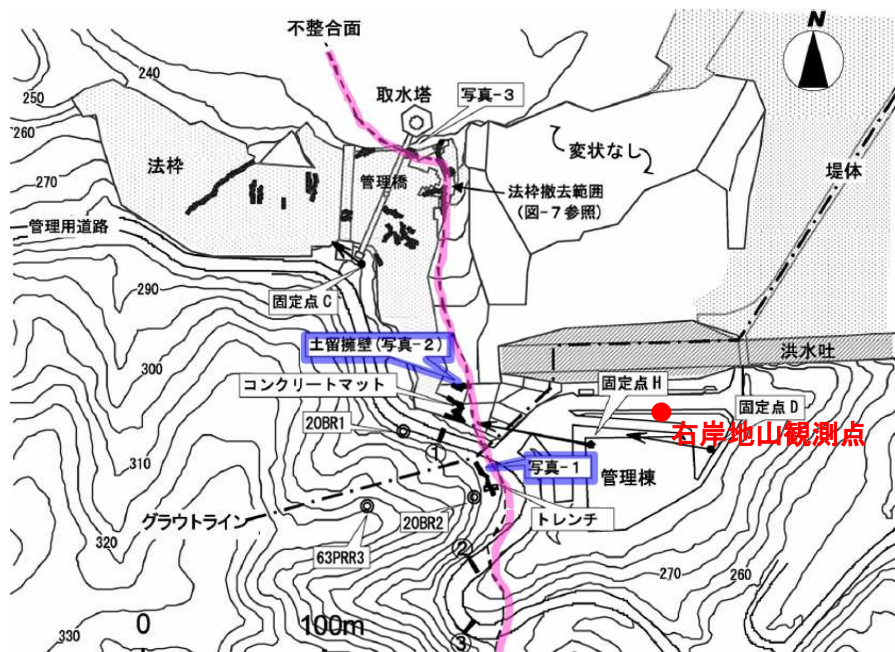 不整合面
N
240
取水塔
写真-3
250
260
法枠
変状なし
堤体
270
管理橋
法枠撤去範囲
(図-7参照)
管理用道路
固定点C
290
土留擁壁(写真-2)
洪水吐
300
コンクリートマット
固定点H
固定点D
20BR1
右岸地山観測点
①
310
写真-1
管理棟
グラウトライン
20BR2
トレンチ
320
63PRR3
②
270
260
330
0
100m
③